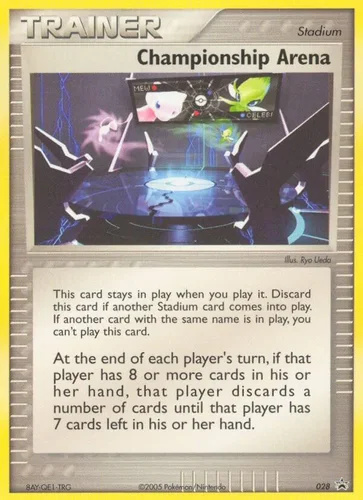 TRAINER
Stadium
Championship Arena
MEW
CELEBI
Illus. Ryo Ueda
This card stays in play when you play it. Discard
this card if another Stadium card comes into play.
If another card with the same name is in play, you
can't play this card.
At the end of each player's turn, if that
player has 8 or more cards in his or
her hand, that player discards a
number of cards until that player has
7 cards left in his or her hand.
8AY-QE1-TRG
©2005 Pokémon/Nintendo
028